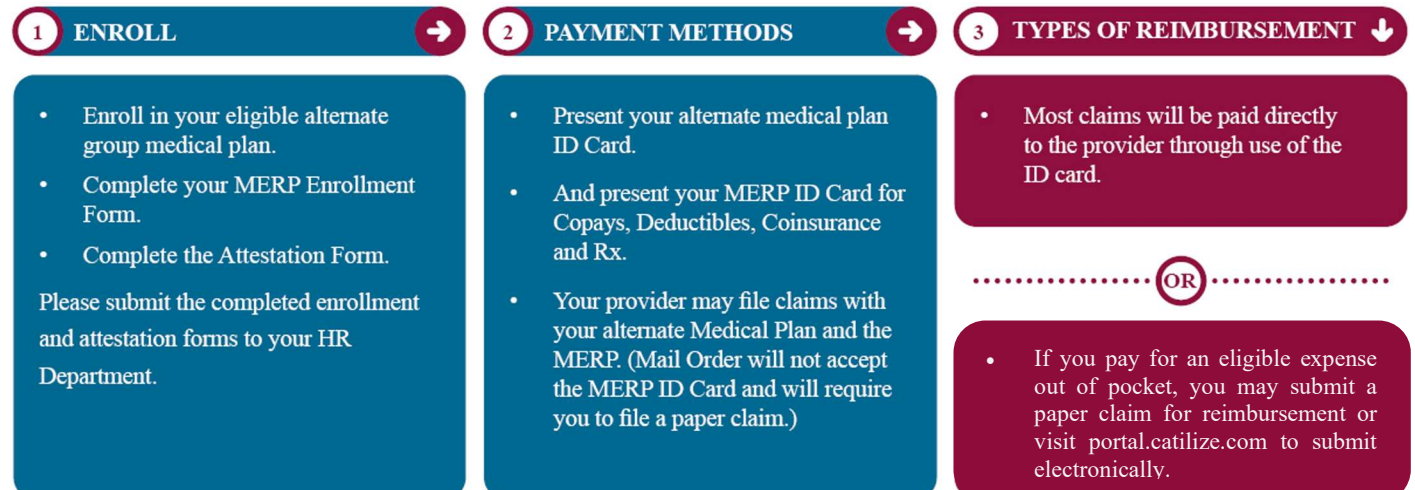 1 ENROLL
• Enroll in your eligible alternate
group medical plan.
• Complete your MERP Enrollment
Form.
• Complete the Attestation Form.
Please submit the completed enrollment
and attestation forms to your HR
Department.
2 PAYMENT METHODS
• Present your alternate medical plan
ID Card.
• And present your MERP ID Card for
Copays, Deductibles, Coinsurance
and Rx.
• Your provider may file claims with
your alternate Medical Plan and the
MERP. (Mail Order will not accept
the MERP ID Card and will require
you to file a paper claim.)
3 TYPES OF REIMBURSEMENT
• Most claims will be paid directly
to the provider through use of the
ID card.
OR
• If you pay for an eligible expense
out of pocket, you may submit a
paper claim for reimbursement or
visit portal.catilize.com to submit
electronically.